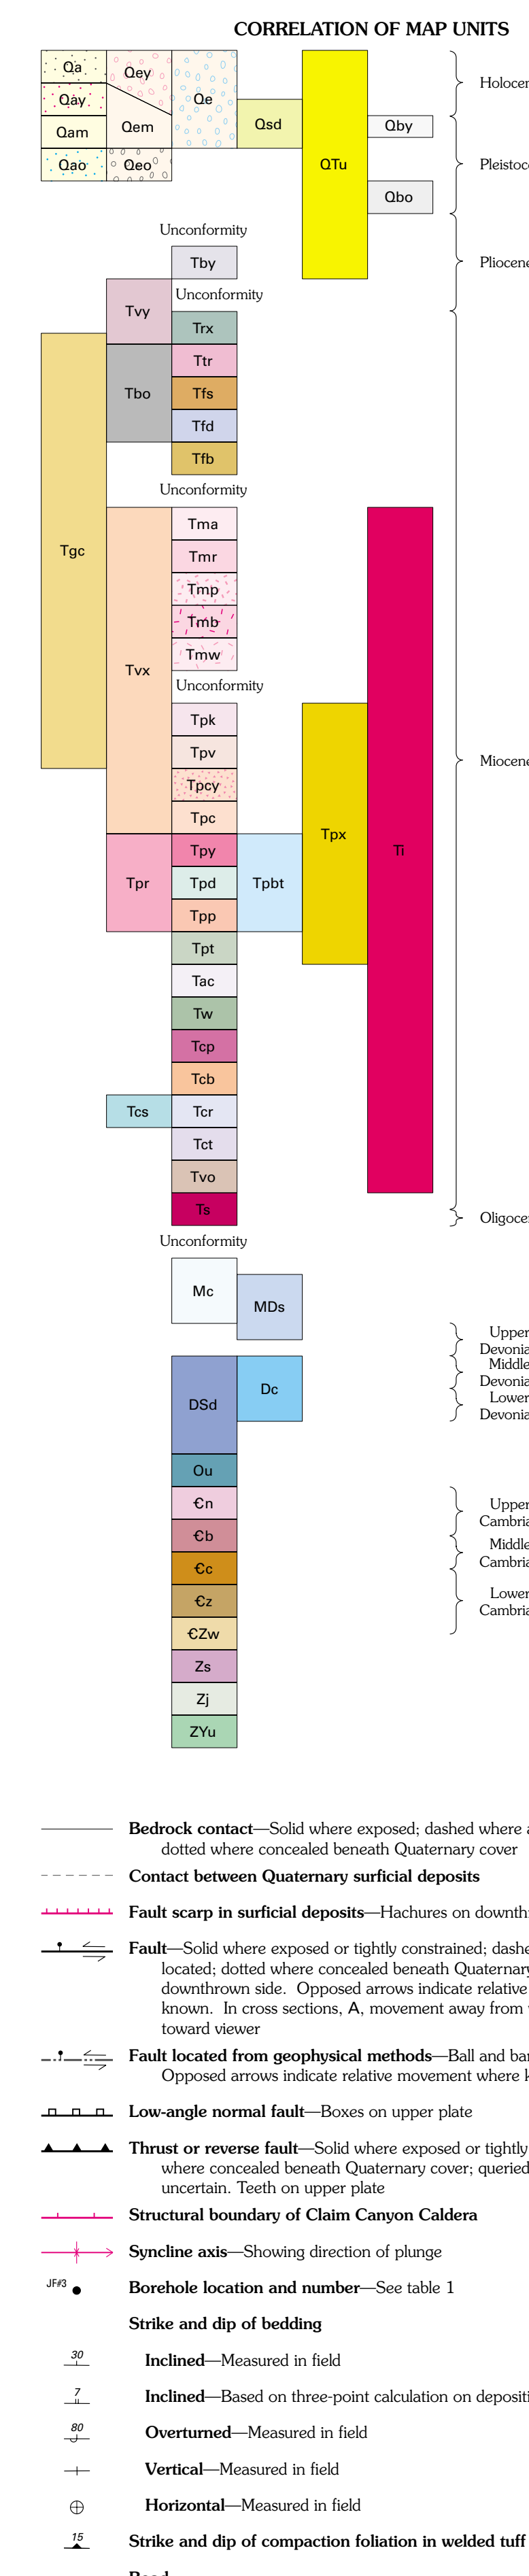 CORRELATION OF MAP UNITS
Qa
Qey
Qe
Qay
Qem
Qam
Qsd
Qao
Qeo
QTu
Qby
Qbo
Holocen
Pleistoc
Unconformity
Tby
Pliocene
Unconformity
Tvy
Trx
Ttr
Tbo
Tfs
Tfd
Tfb
Unconformity
Tgc
Tma
Tmr
Tmp
Tmb
Tmw
Tvx
Unconformity
Tpk
Tpv
Tpcy
Tpc
Miocene
Tpx
Ti
Tpy
Tpr
Tpd
Tpbt
Tpp
Tpt
Tac
Tw
Tcp
Tcb
Tcs
Tcr
Tct
Tvo
Ts
Oligocen
Unconformity
Mc
MDs
Upper
Devonia
Middle
Devonia
Lower
Devonia
DSd
Dc
Ou
Єn
Upper
Cambria
Єb
Middle
Cambria
Єc
Єz
Lower
Cambria
ЄZw
Zs
Zj
ZYu
Bedrock contact—Solid where exposed; dashed where a
dotted where concealed beneath Quaternary cover
Contact between Quaternary surficial deposits
Fault scarp in surficial deposits—Hachures on downth
Fault—Solid where exposed or tightly constrained; dashe
located; dotted where concealed beneath Quaternary
downthrown side. Opposed arrows indicate relative
known. In cross sections, A, movement away from
toward viewer
Fault located from geophysical methods—Ball and bar
Opposed arrows indicate relative movement where k
Low-angle normal fault—Boxes on upper plate
Thrust or reverse fault—Solid where exposed or tightly
where concealed beneath Quaternary cover; queried
uncertain. Teeth on upper plate
Structural boundary of Claim Canyon Caldera
Syncline axis—Showing direction of plunge
JF#3 Borehole location and number—See table 1
Strike and dip of bedding
30 Inclined—Measured in field
7 Inclined—Based on three-point calculation on depositi
80 Overturned—Measured in field
Vertical—Measured in field
Horizontal—Measured in field
15 Strike and dip of compaction foliation in welded tuff
Road